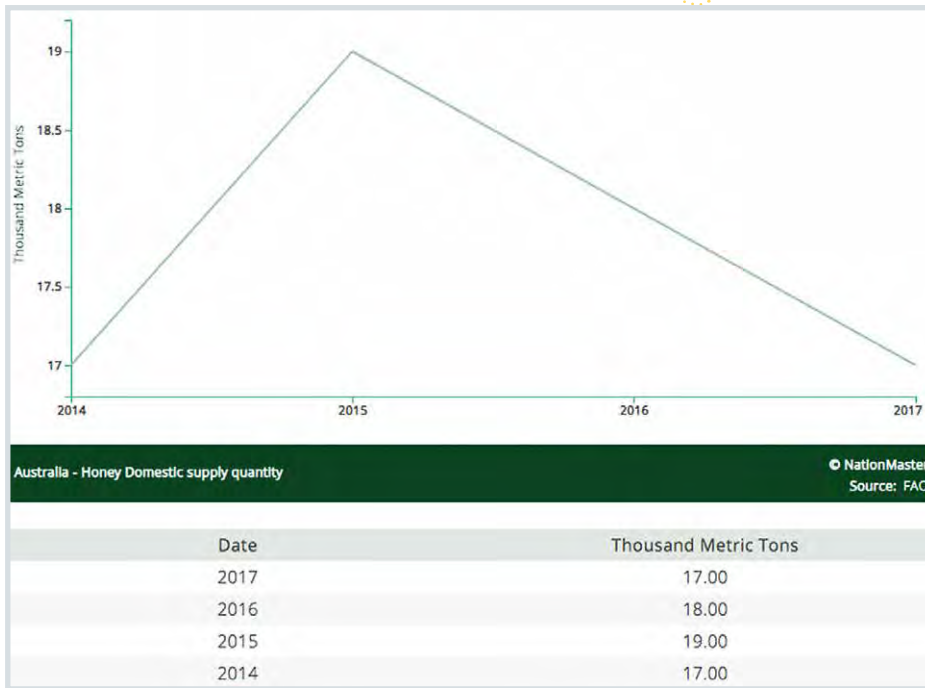 Thousand Metric Tons
19
18.5
18
17.5
17
2014 2015 2016 2017
Australia - Honey Domestic supply quantity
© NationMaster
Source: FAO
Date Thousand Metric Tons
2017 17.00
2016 18.00
2015 19.00
2014 17.00